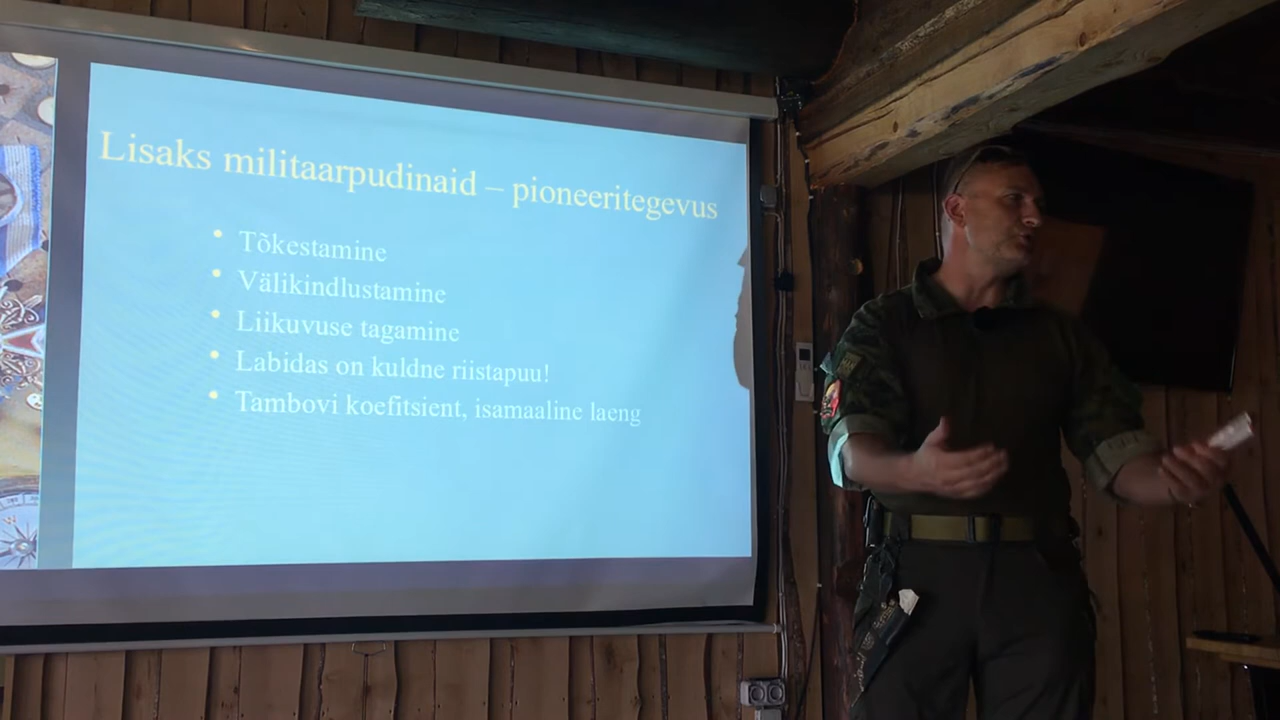 Lisaks militaarpudinaid – pioneeritegevus
• Tõkestamine
• Välikindlustamine
• Liikuvuse tagamine
• Labidas on kuldne riistapuu!
• Tambovi koefitsient, isamaaline laeng